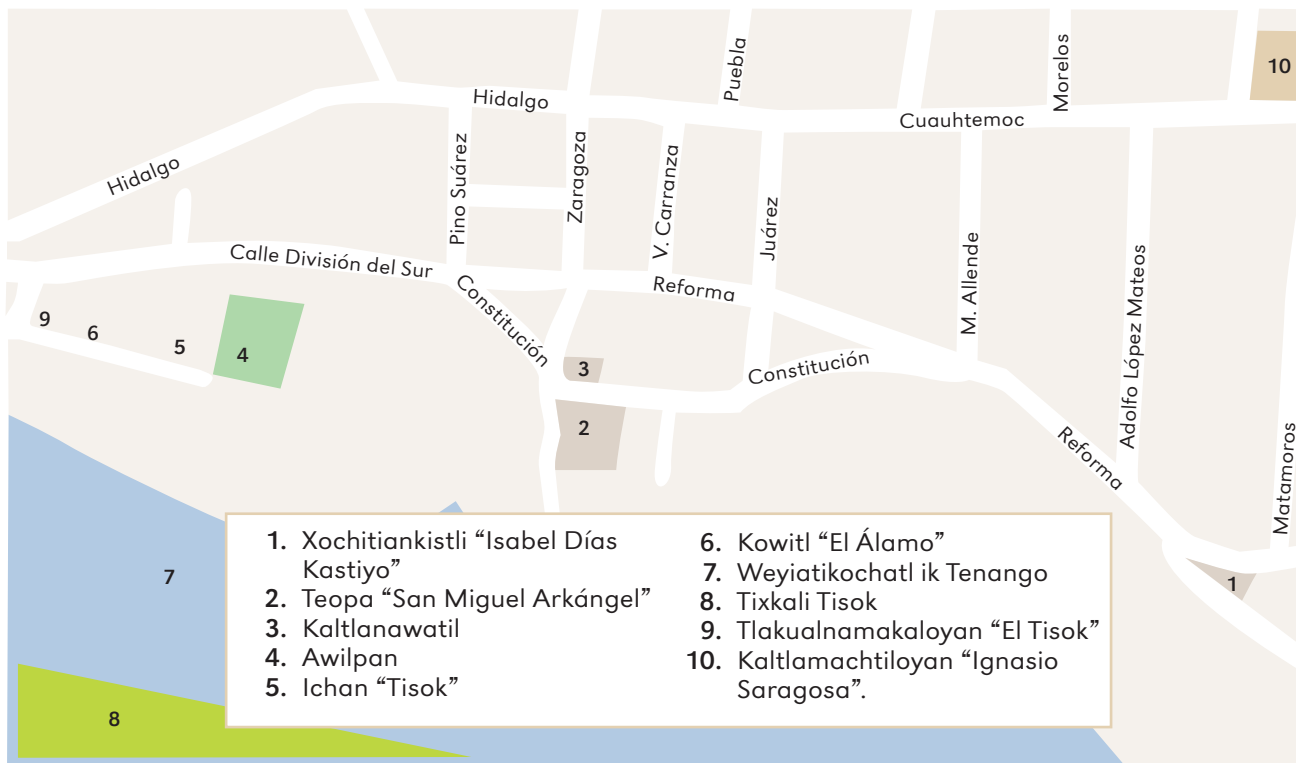 Hidalgo
Puebla
Morelos
10
Cuauhtemoc
Hidalgo
Pino Suárez
Zaragoza
V. Carranza
Juárez
Calle División del Sur
Constitución
Reforma
M. Allende
Adolfo López Mateos
9
6
5
4
3
Constitución
2
Reforma
Matamoros
7
1
8
1. Xochitiankistli “Isabel Días
Kastiyo”
2. Teopa “San Miguel Arkángel”
3. Kaltlanawatil
4. Awilpan
5. Ichan “Tisok”
6. Kowitl “El Álamo”
7. Weyiatikochatl ik Tenango
8. Tixkali Tisok
9. Tlakualnamakaloyan “El Tisok”
10. Kaltlamachtiloyan “Ignasio
Saragosa”.